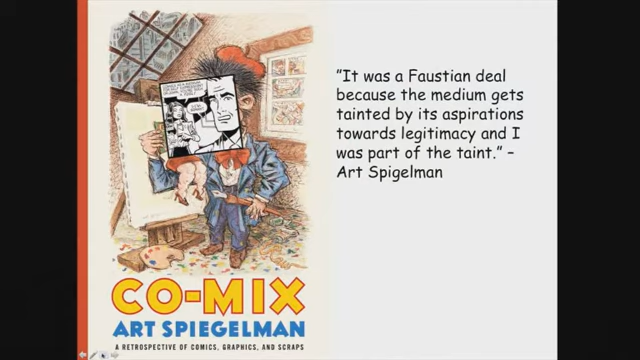 "It was a Faustian deal
because the medium gets
tainted by its aspirations
towards legitimacy and I
was part of the taint." –
Art Spigelman
CO-MIX
ART SPIEGELMAN
A RETROSPECTIVE OF COMICS, GRAPHICS, AND SCRAPS